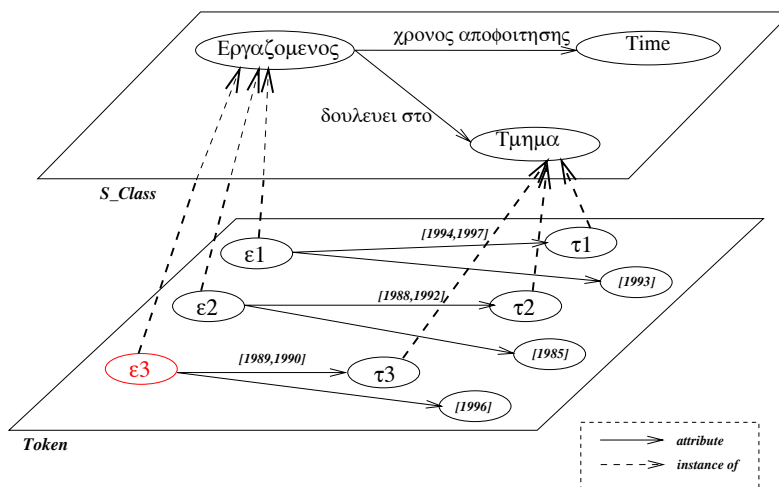 Εργαζομενος
χρονος αποφοιτησης
Time
δουλευει στο
Τμημα
S_Class
[1994,1997]
τ1
ε1
[1993]
[1988,1992]
ε2
τ2
[1985]
[1989,1990]
ε3
τ3
[1996]
Token
attribute
instance of